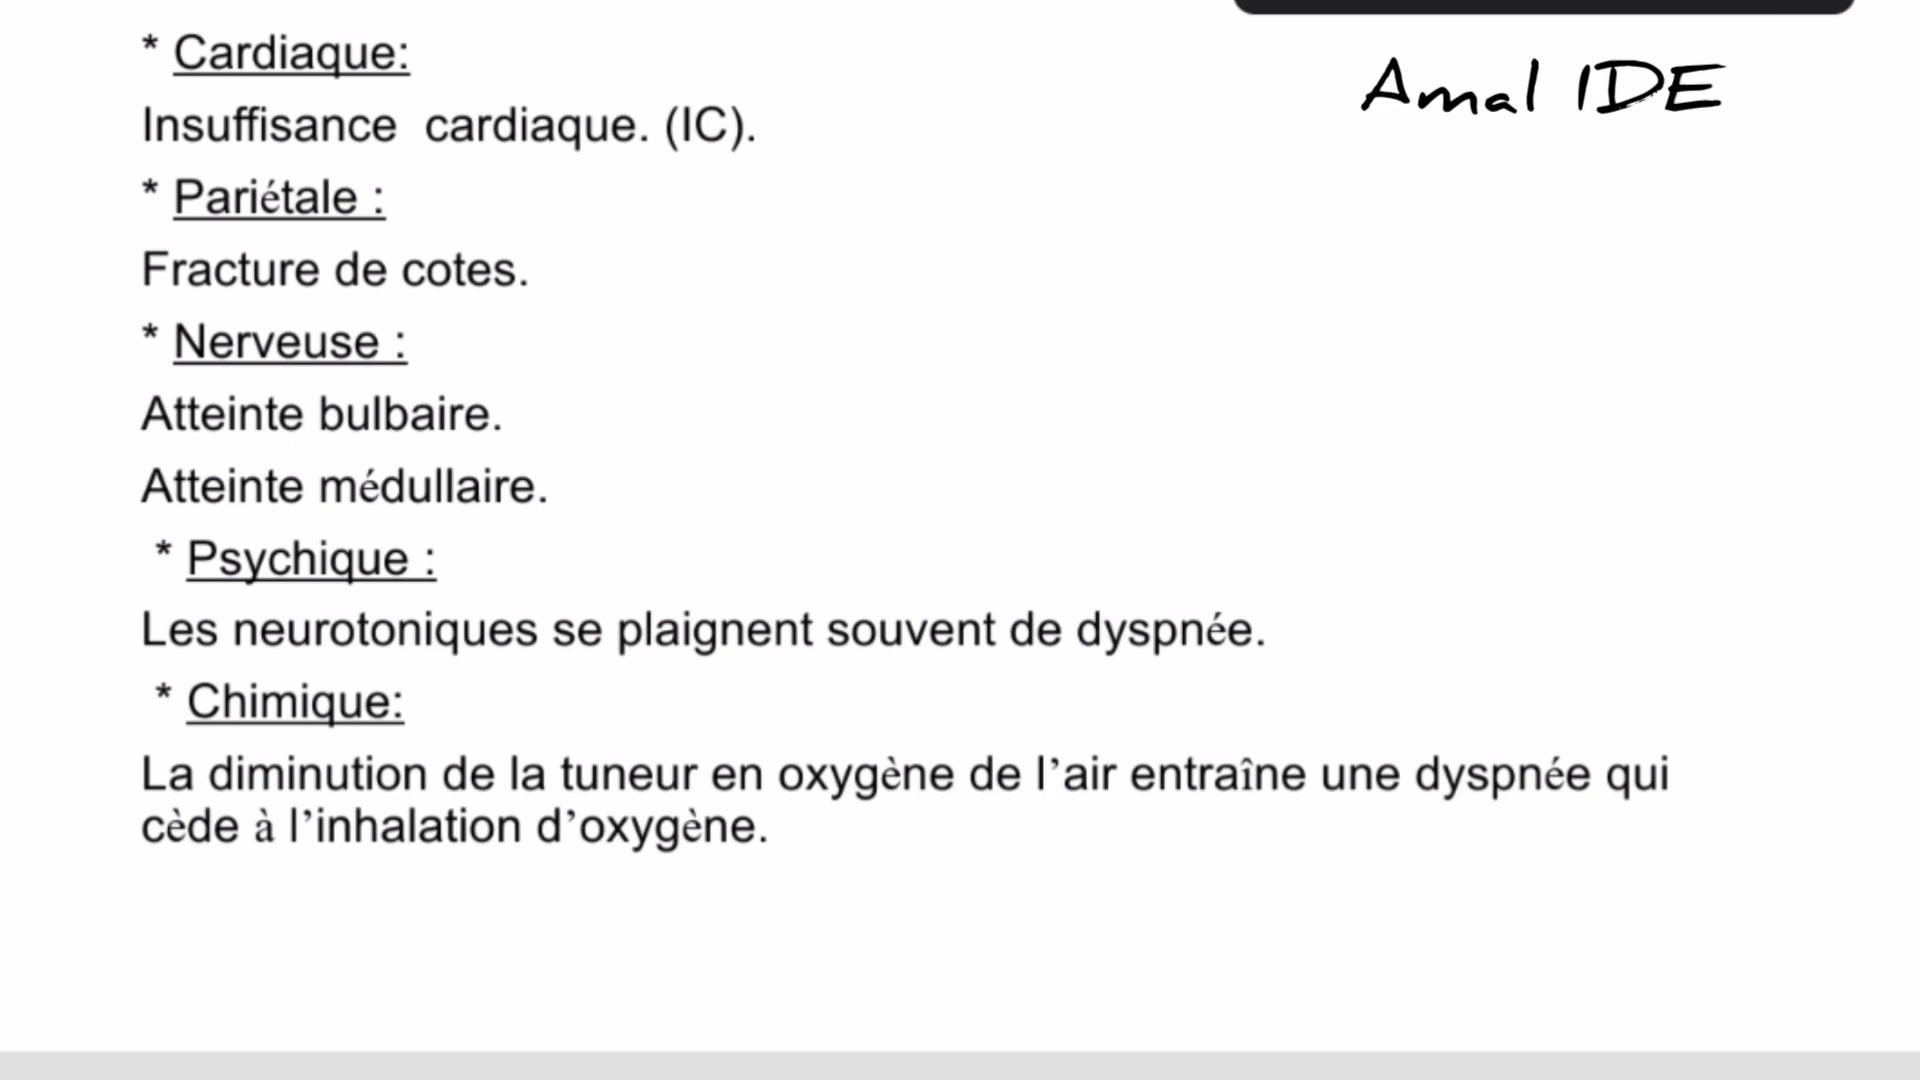 * Cardiaque:
Amal IDE
Insuffisance cardiaque. (IC).
* Pariétale :
Fracture de cotes.
* Nerveuse :
Atteinte bulbaire.
Atteinte médullaire.
* Psychique :
Les neurotoniques se plaignent souvent de dyspnée.
* Chimique:
La diminution de la tuneur en oxygène de l’air entraîne une dyspnée qui
cède à l’inhalation d’oxygène.